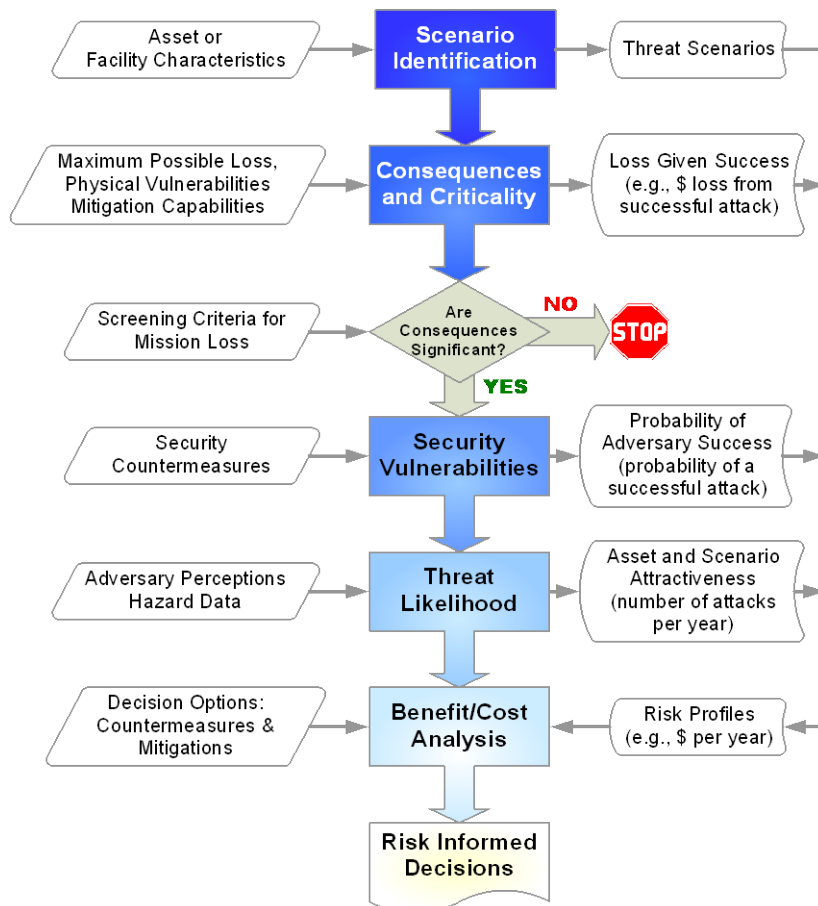 Asset or
Facility Characteristics
Scenario
Identification
Threat Scenarios
Maximum Possible Loss,
Physical Vulnerabilities
Mitigation Capabilities
Consequences
and Criticality
Loss Given Success
(e.g., $ loss from
successful attack)
Screening Criteria for
Mission Loss
Are
Consequences
Significant?
NO
STOP
YES
Security
Countermeasures
Security
Vulnerabilities
Probability of
Adversary Success
(probability of a
successful attack)
Adversary Perceptions
Hazard Data
Threat
Likelihood
Asset and Scenario
Attractiveness
(number of attacks
per year)
Decision Options:
Countermeasures &
Mitigations
Benefit/Cost
Analysis
Risk Profiles
(e.g., $ per year)
Risk Informed
Decisions